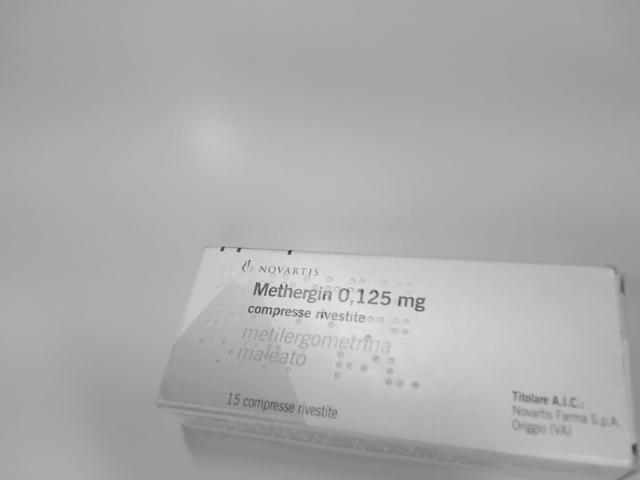 NOVARTIS
Methergin 0,125 mg
compresse rivestite
metilergometrina
maleato
15 compresse rivestite
Titolare A.I.C.:
Novartis Farma S.p.A.
Origgio (VA)